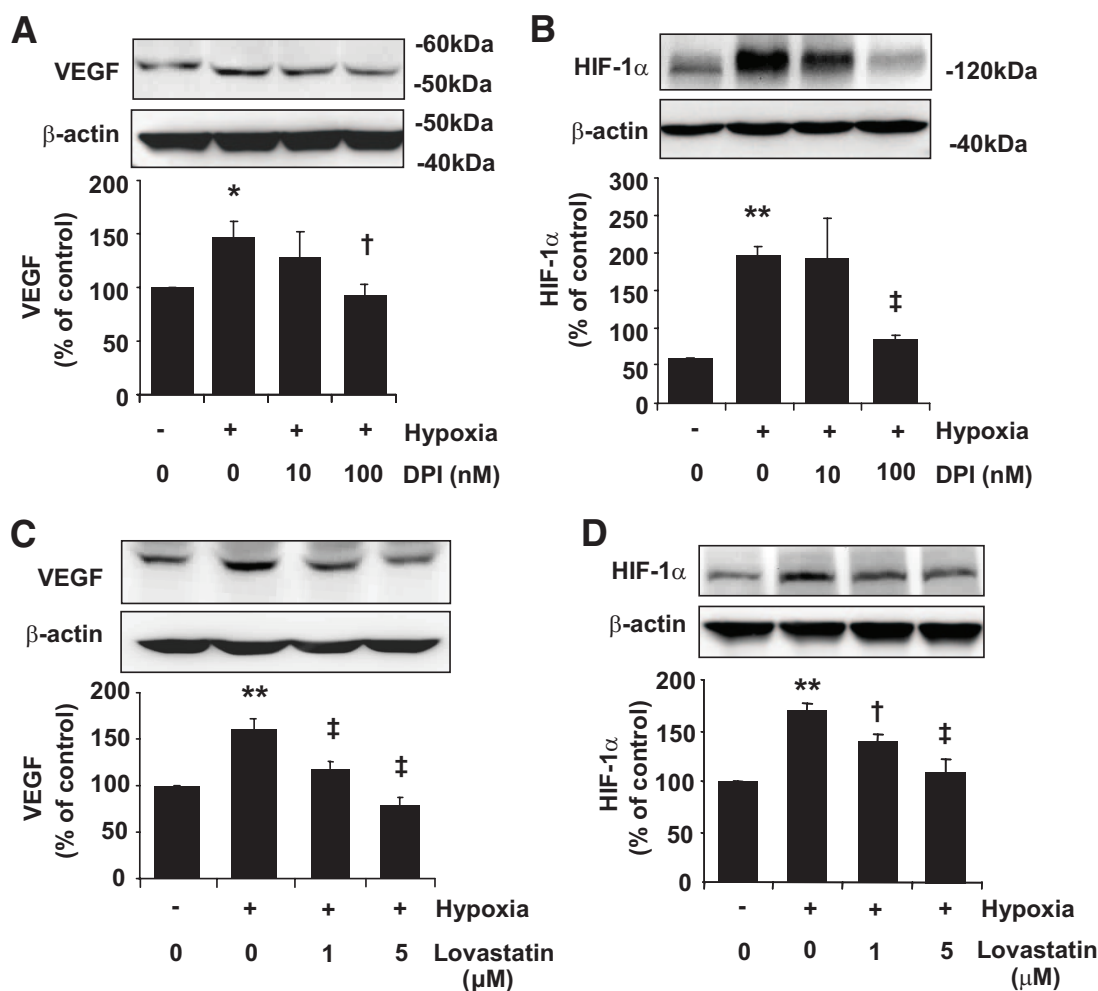 A
VEGF
-60kDa
-50kDa
β-actin
-50kDa
-40kDa
VEGF
(% of control)
200
150
100
50
0
*
†
- + + + Hypoxia
0 0 10 100 DPI (nM)
B
HIF-1α
-120kDa
β-actin
-40kDa
HIF-1α
(% of control)
300
250
200
150
100
50
0
**
‡
- + + + Hypoxia
0 0 10 100 DPI (nM)
C
VEGF
β-actin
VEGF
(% of control)
200
150
100
50
0
**
‡
‡
- + + + Hypoxia
0 0 1 5 Lovastatin
(μM)
D
HIF-1α
β-actin
HIF-1α
(% of control)
200
150
100
50
0
**
†
‡
- + + + Hypoxia
0 0 1 5 Lovastatin
(μM)